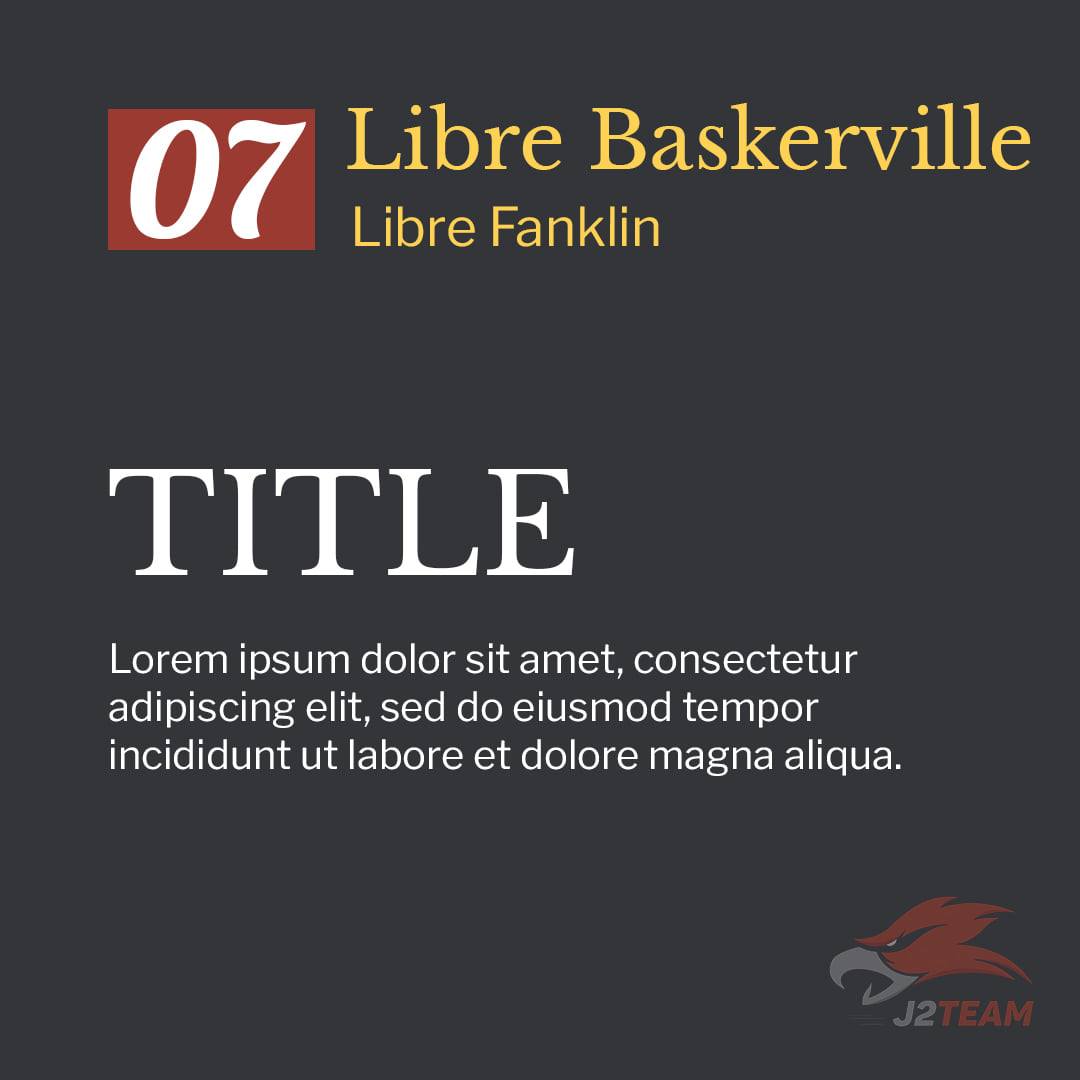 07
Libre Baskerville
Libre Fanklin
TITLE
Lorem ipsum dolor sit amet, consectetur
adipiscing elit, sed do eiusmod tempor
incididunt ut labore et dolore magna aliqua.
J2TEAM